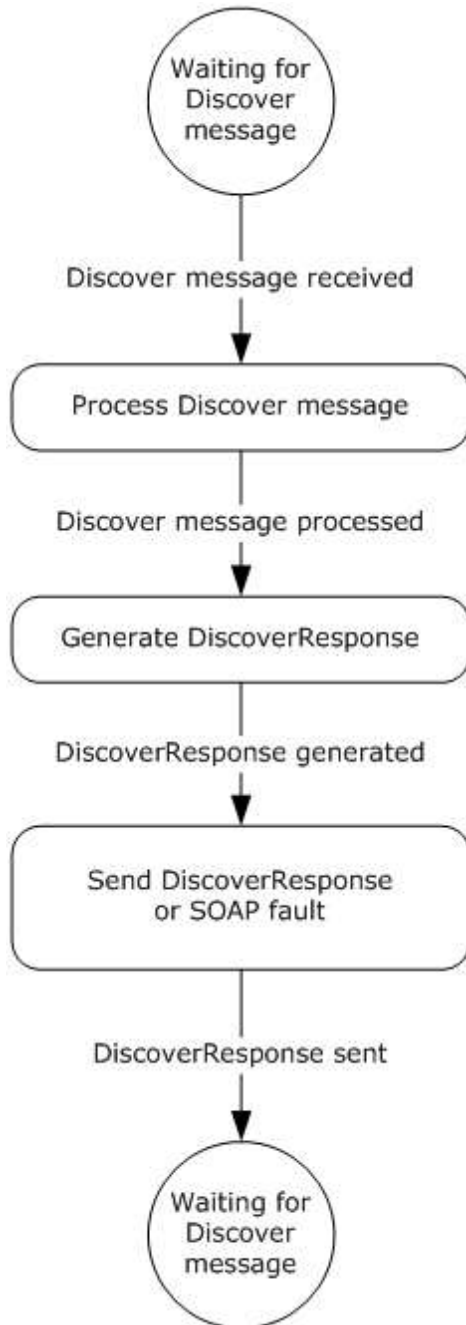 Waiting for
Discover
message
Discover message received
Process Discover message
Discover message processed
Generate DiscoverResponse
DiscoverResponse generated
Send DiscoverResponse
or SOAP fault
DiscoverResponse sent
Waiting for
Discover
message